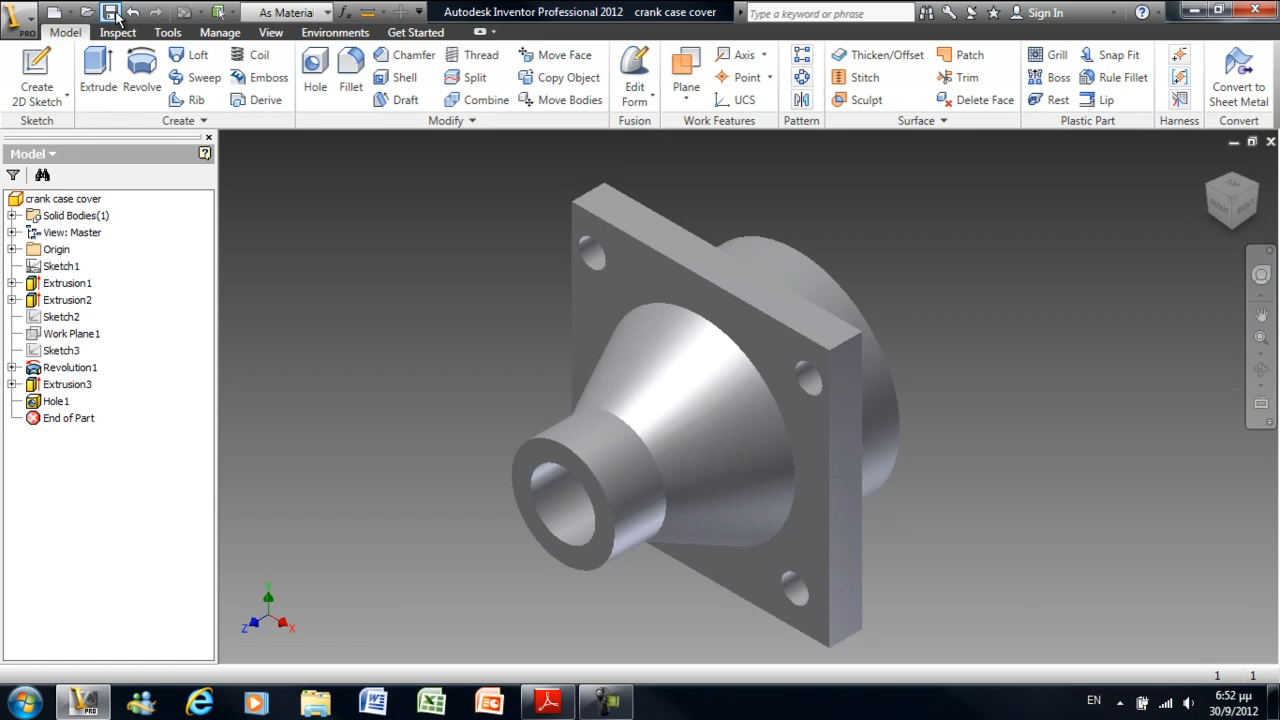 As Material
Autodesk Inventor Professional 2012 crank case cover
Type a keyword or phrase
Sign In
PRO
Model
Inspect
Tools
Manage
View
Environments
Get Started
Create
2D Sketch
Sketch
Extrude
Revolve
Loft
Sweep
Rib
Coil
Emboss
Derive
Create
Hole
Fillet
Chamfer
Shell
Draft
Thread
Split
Combine
Move Face
Copy Object
Move Bodies
Modify
Edit
Form
Fusion
Plane
Axis
Point
UCS
Work Features
Pattern
Thicken/Offset
Stitch
Sculpt
Patch
Trim
Delete Face
Surface
Grill
Boss
Rest
Snap Fit
Rule Fillet
Lip
Plastic Part
Harness
Convert to
Sheet Metal
Convert
Model
crank case cover
Solid Bodies(1)
View: Master
Origin
Sketch1
Extrusion1
Extrusion2
Sketch2
Work Plane1
Sketch3
Revolution1
Extrusion3
Hole1
End of Part
TOP
FRONT
RIGHT
Y
Z
X
1 1
PRO
EN
6:52 μμ
30/9/2012